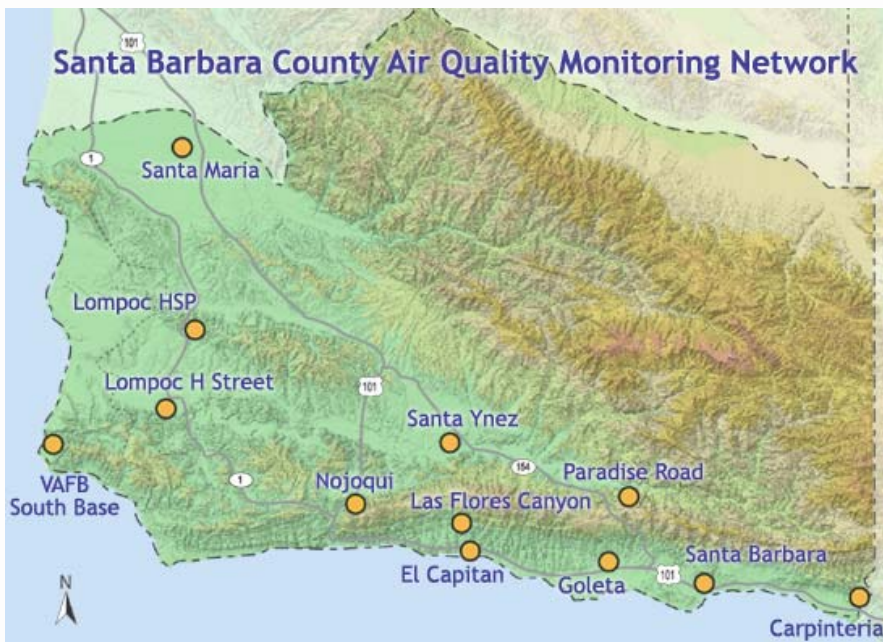 101
Santa Barbara County Air Quality Monitoring Network
1
Santa Maria
Lompoc HSP
Lompoc H Street
101
Santa Ynez
VAFB
South Base
1
Nojoqui
154
Paradise Road
Las Flores Canyon
El Capitan
Goleta
101
Santa Barbara
Carpinteria
N